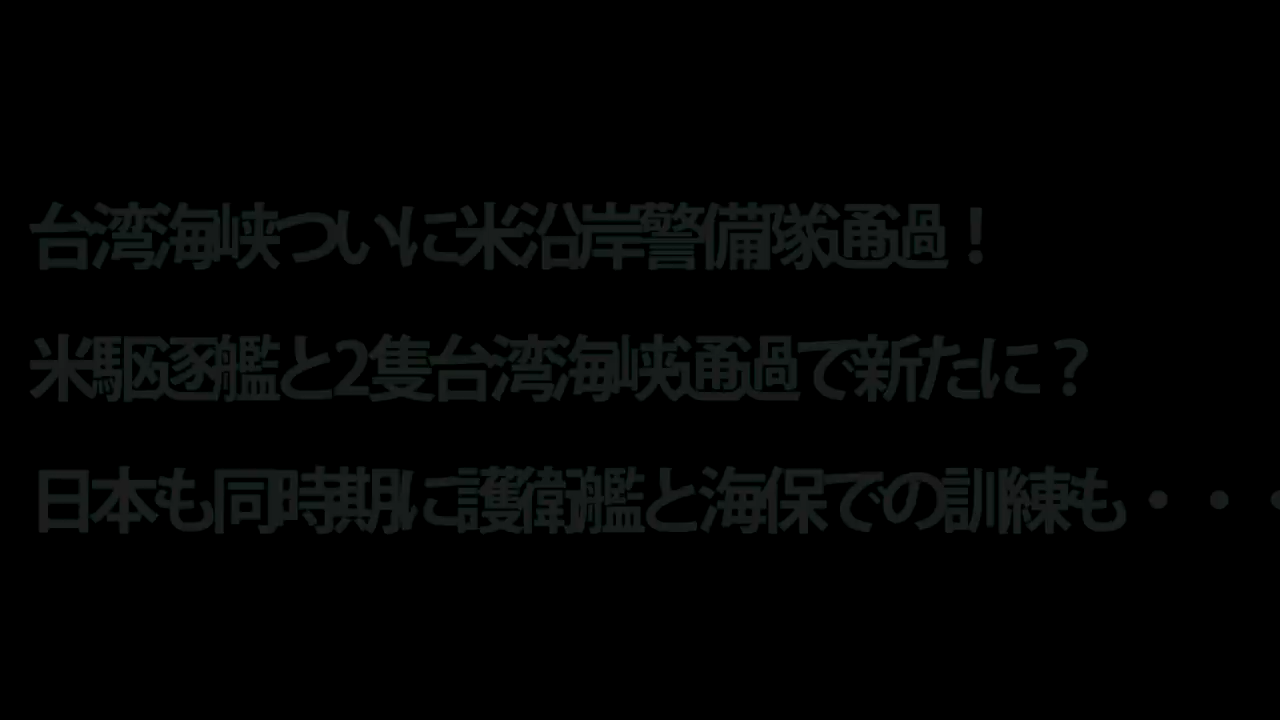 台湾海峡ついに米沿岸警備隊通過！
米駆逐艦と2隻台湾海峡通過で新たに？
日本も同時期に護衛艦と海保での訓練も・・・